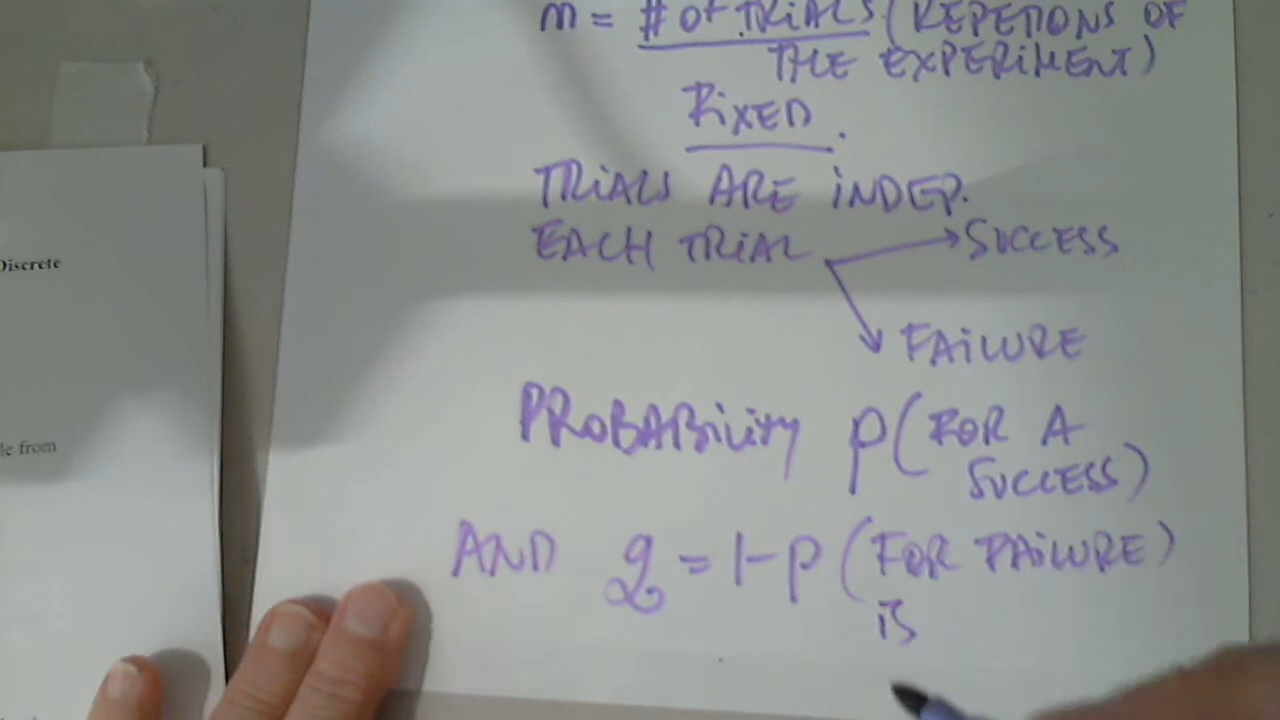 n = # OF TRIALS (REPETIONS OF
THE EXPERIMENT)
FIXED.
TRIALS ARE INDEP.
EACH TRIAL → SUCCESS
FAILURE
PROBABILITY p (FOR A
SUCCESS)
AND q = 1-p (FOR FAILURE)
is
Discrete
le from